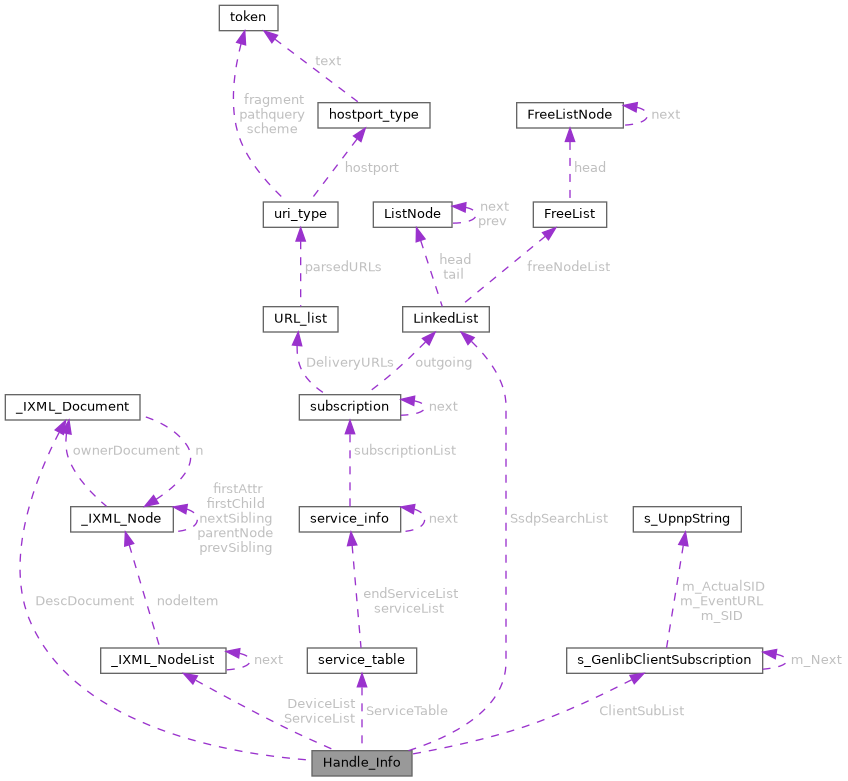 token
text
fragment
pathquery
scheme
hostport_type
FreeListNode
next
hostport
head
uri_type
ListNode
next
prev
FreeList
parsedURLs
head
tail
freeNodeList
URL_list
LinkedList
DeliveryURLs
outgoing
_IXML_Document
subscription
next
ownerDocument
n
subscriptionList
firstAttr
firstChild
nextSibling
parentNode
prevSibling
_IXML_Node
service_info
next
SsdpSearchList
s_UpnpString
DescDocument
nodeItem
endServiceList
serviceList
m_ActualSID
m_EventURL
m_SID
_IXML_NodeList
next
service_table
s_GenlibClientSubscription
m_Next
DeviceList
ServiceList
ServiceTable
ClientSubList
Handle_Info